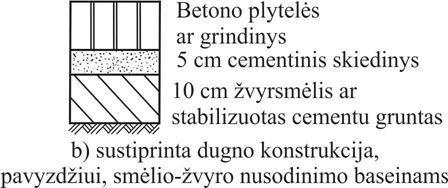 Betono plytelės
ar grindinys
5 cm cementinis skiedinys
10 cm žvyrsmėlis ar
stabilizuotas cementu gruntas
b) sustiprinta dugno konstrukcija,
pavyzdžiui, smėlio-žvyro nusodinimo baseinams